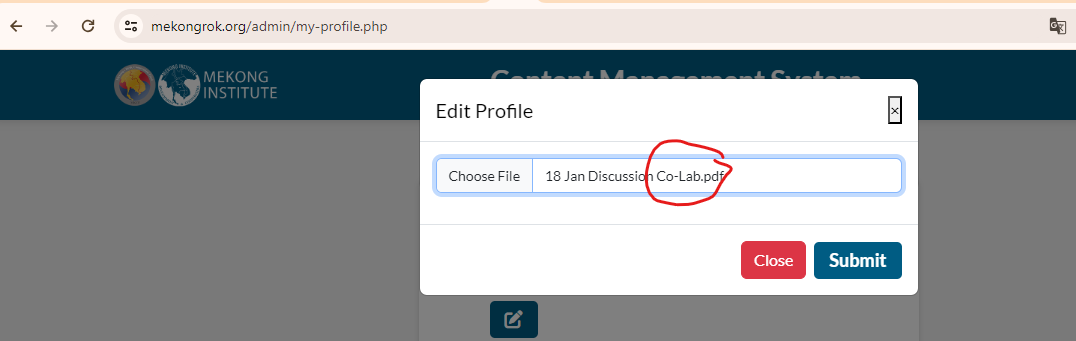 mekongrok.org/admin/my-profile.php
MEKONG
INSTITUTE
Content Management System
Edit Profile
×
Choose File 18 Jan Discussion Co-Lab.pdf
Close Submit